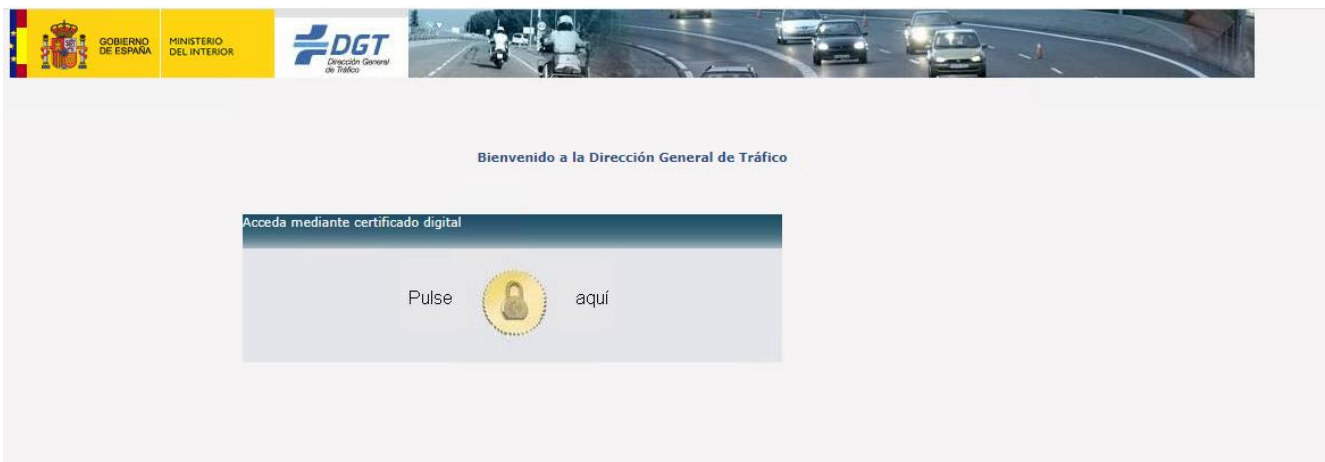 GOBIERNO
DE ESPAÑA
MINISTERIO
DEL INTERIOR
DGT
Dirección General
de Tráfico
Bienvenido a la Dirección General de Tráfico
Acceda mediante certificado digital
Pulse aquí